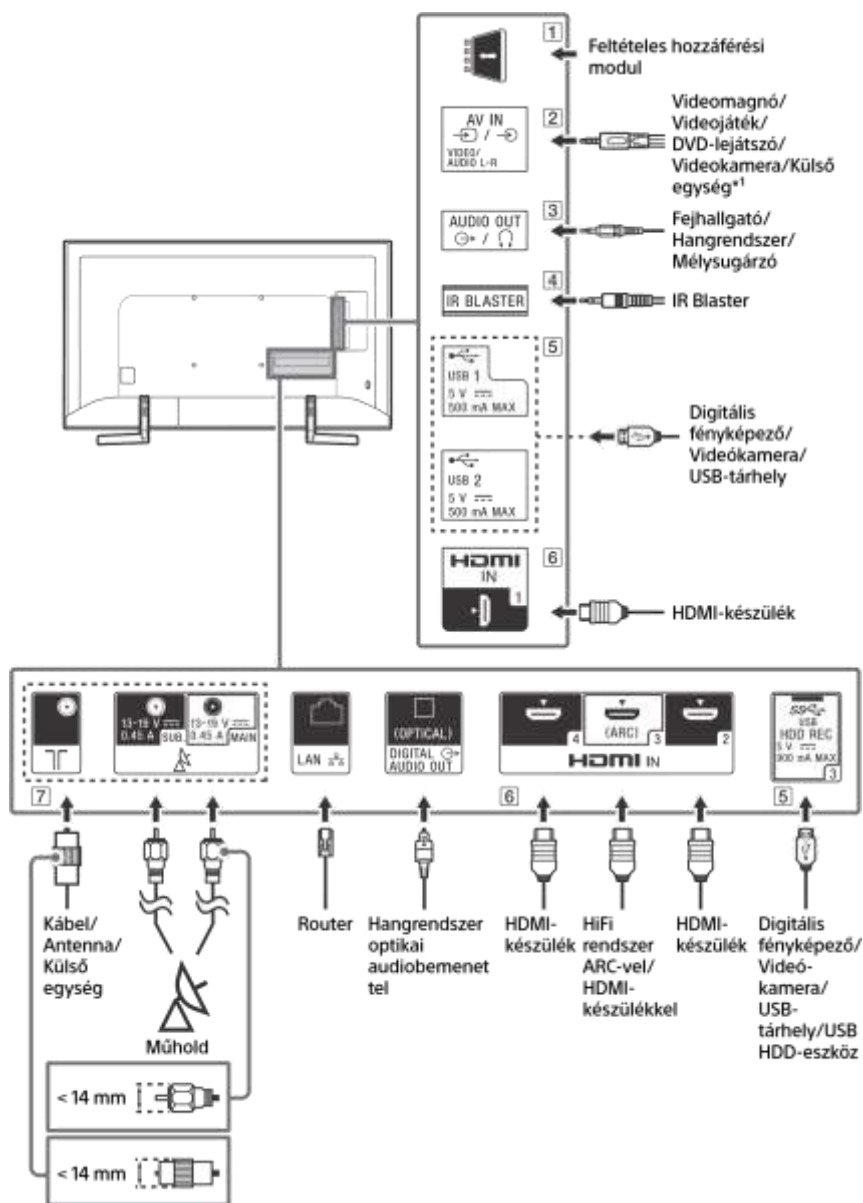 1
Feltételes hozzáférési
modul
AV IN
/
VIDEO/
AUDIO L-R
2
Videomagnó/
Videojáték/
DVD-lejátszó/
Videokamera/Külső
egység*1
AUDIO OUT
/
3
Fejhallgató/
Hangrendszer/
Mélysugárzó
4
IR BLASTER
IR Blaster
5
USB 1
5 V
500 mA MAX
USB 2
5 V
500 mA MAX
Digitális
fényképező/
Videókamera/
USB-tárhely
HDMI
IN
1
6
HDMI-készülék
13-19 V
0.45 A SUB
13-19 V
0.45 A MAIN
LAN
(OPTICAL)
DIGITAL
AUDIO OUT
4
(ARC) 3
2
HDMI IN
SS
USB
HDD REC
5 V
900 mA MAX
3
7
6
5
Kábel/
Antenna/
Külső
egység
Műhold
Router
Hangrendszer
optikai
audiobemenet
tel
HDMI-
készülék
HiFi
rendszer
ARC-vel/
HDMI-
készülékkel
HDMI-
készülék
Digitális
fényképező/
Videó-
kamera/
USB-
tárhely/USB
HDD-eszköz
< 14 mm
< 14 mm